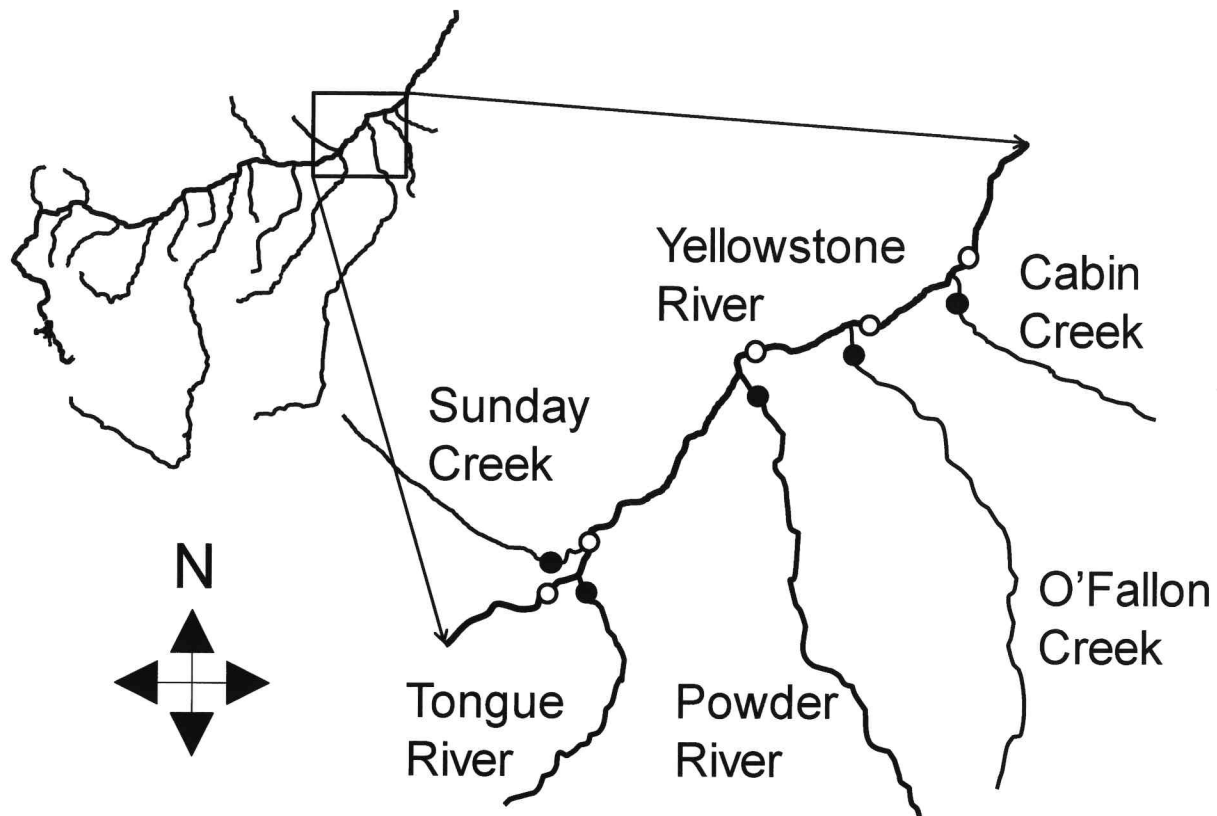 Yellowstone
River
Cabin
Creek
Sunday
Creek
N
O'Fallon
Creek
Tongue
River
Powder
River